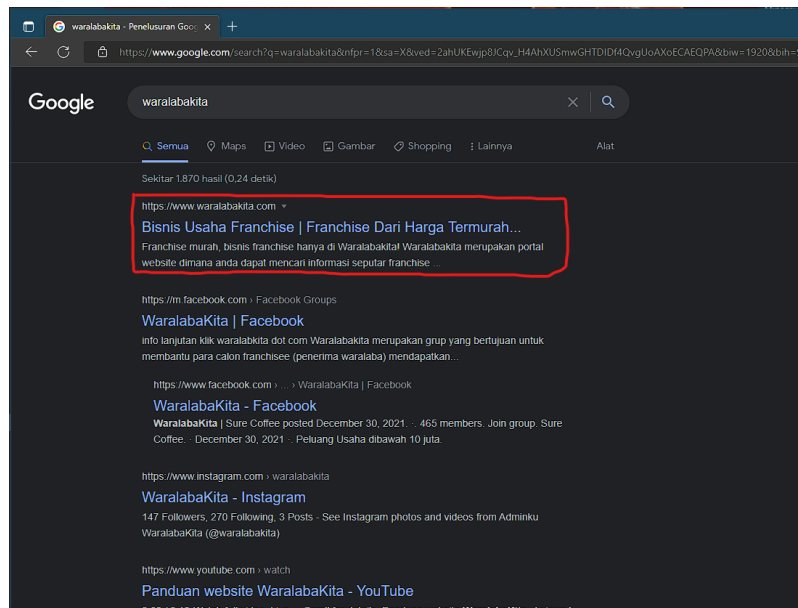 waralabakita - Penelusuran Goog
https://www.google.com/search?q=waralabakita&nfpr=1&sa=X&ved=2ahUKEwjp8JCqv_H4AhXUSmwGHTDIDf4QvgUoAXoECAEQPA&biw=1920&bih=
Google
waralabakita
Semua Maps Video Gambar Shopping Lainnya Alat
Sekitar 1.870 hasil (0,24 detik)
https://www.waralabakita.com
Bisnis Usaha Franchise | Franchise Dari Harga Termurah...
Franchise murah, bisnis franchise hanya di Waralabakita! Waralabakita merupakan portal
website dimana anda dapat mencari informasi seputar franchise ...
https://m.facebook.com › Facebook Groups
WaralabaKita | Facebook
info lanjutan klik waralabkita dot com Waralabakita merupakan grup yang bertujuan untuk
membantu para calon franchisee (penerima waralaba) mendapatkan...
https://www.facebook.com › ... › WaralabaKita | Facebook
WaralabaKita - Facebook
WaralabaKita | Sure Coffee posted December 30, 2021. ·. 465 members. Join group. Sure
Coffee. · December 30, 2021 ·. Peluang Usaha dibawah 10 juta.
https://www.instagram.com › waralabakita
WaralabaKita - Instagram
147 Followers, 270 Following, 3 Posts - See Instagram photos and videos from Adminku
WaralabaKita (@waralabakita)
https://www.youtube.com › watch
Panduan website WaralabaKita - YouTube